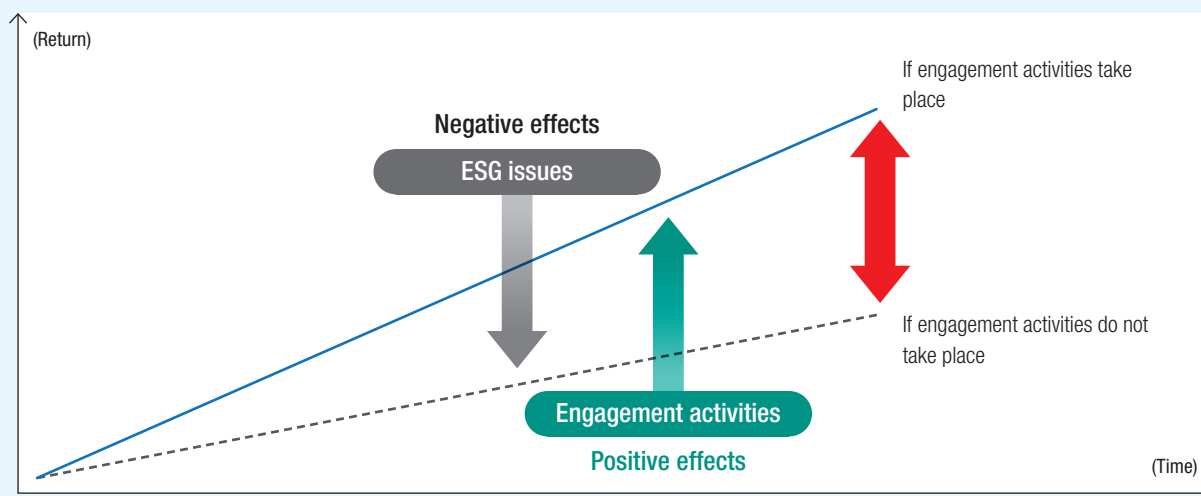 (Return)
If engagement activities take
place
Negative effects
ESG issues
If engagement activities do not
take place
Engagement activities
Positive effects
(Time)